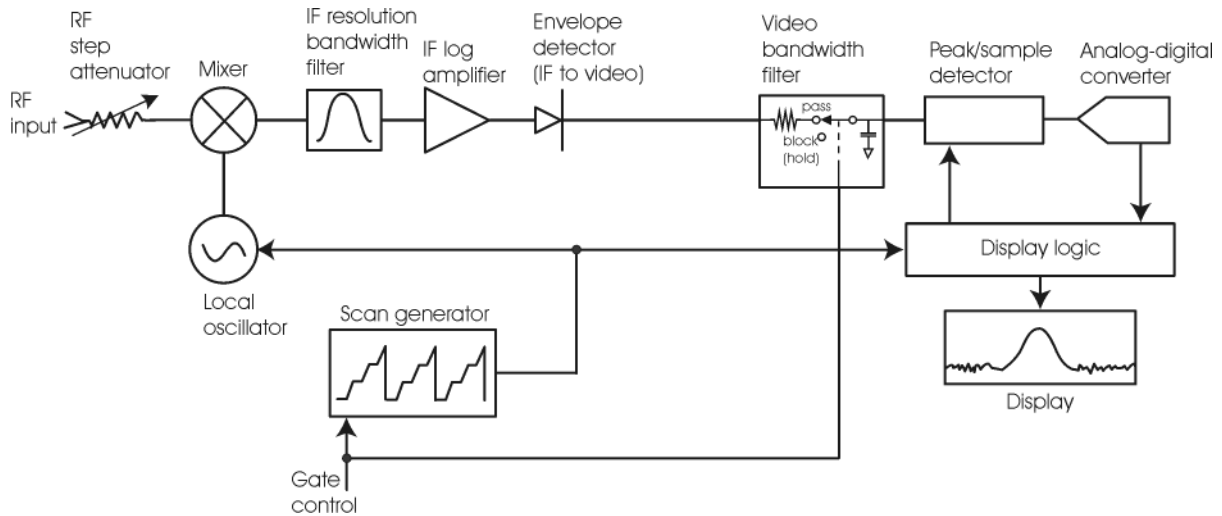 RF
step
attenuator
RF
input
Mixer
IF resolution
bandwidth
filter
IF log
amplifier
Envelope
detector
(IF to video)
Video
bandwidth
filter
pass
block
(hold)
Peak/sample
detector
Analog-digital
converter
Local
oscillator
Scan generator
Gate
control
Display logic
Display